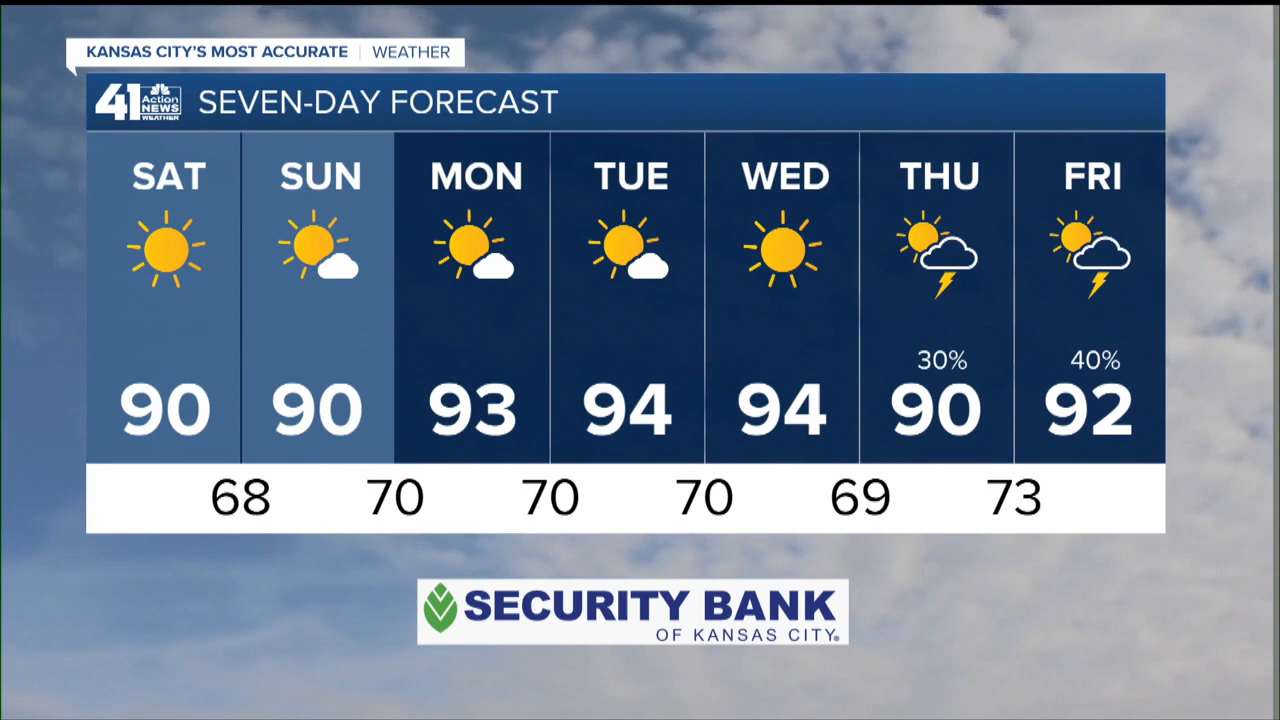 KANSAS CITY'S MOST ACCURATE | WEATHER
41 Action NEWS WEATHER SEVEN-DAY FORECAST
SAT SUN MON TUE WED THU FRI
30% 40%
90 90 93 94 94 90 92
68 70 70 70 69 73
SECURITY BANK
OF KANSAS CITY®